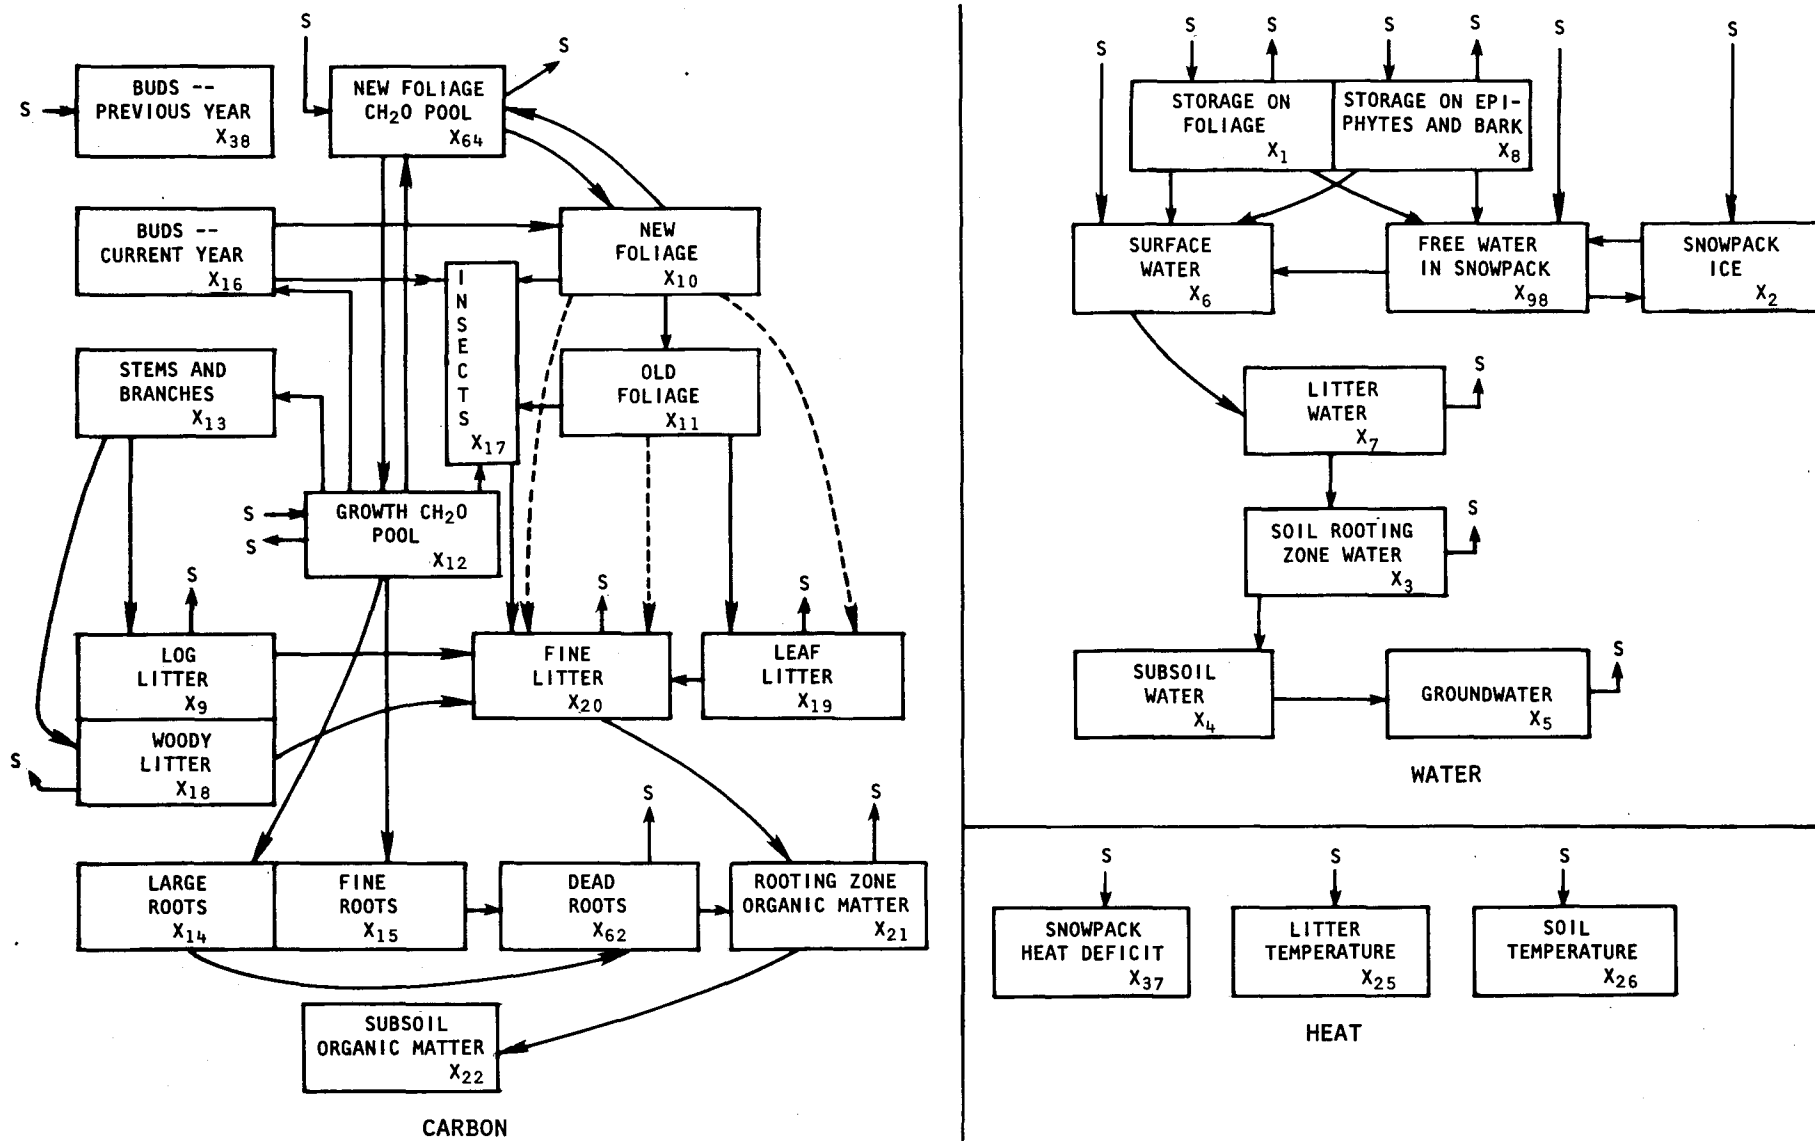 S
S
BUDS --
PREVIOUS YEAR
X38
S
NEW FOLIAGE
CH2O POOL
X64
BUDS --
CURRENT YEAR
X16
NEW
FOLIAGE
X10
I
N
S
E
C
T
S
X17
STEMS AND
BRANCHES
X13
OLD
FOLIAGE
X11
S
S
GROWTH CH2O
POOL
X12
S
S
S
LOG
LITTER
X9
FINE
LITTER
X20
LEAF
LITTER
X19
S
WOODY
LITTER
X18
S
S
LARGE
ROOTS
X14
FINE
ROOTS
X15
DEAD
ROOTS
X62
ROOTING ZONE
ORGANIC MATTER
X21
SUBSOIL
ORGANIC MATTER
X22
CARBON
S
S
S
S
S
S
S
STORAGE ON
FOLIAGE
X1
STORAGE ON EPI-
PHYTES AND BARK
X8
SURFACE
WATER
X6
FREE WATER
IN SNOWPACK
X98
SNOWPACK
ICE
X2
S
LITTER
WATER
X7
S
SOIL ROOTING
ZONE WATER
X3
SUBSOIL
WATER
X4
S
GROUNDWATER
X5
WATER
S
S
S
SNOWPACK
HEAT DEFICIT
X37
LITTER
TEMPERATURE
X25
SOIL
TEMPERATURE
X26
HEAT